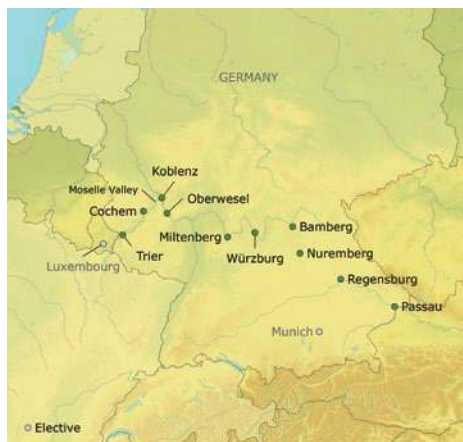 GERMANY
Koblenz
Moselle Valley
Cochem
Oberwesel
Bamberg
Miltenberg
Trier
Würzburg
Nuremberg
Luxembourg
Regensburg
Passau
Munich
Elective